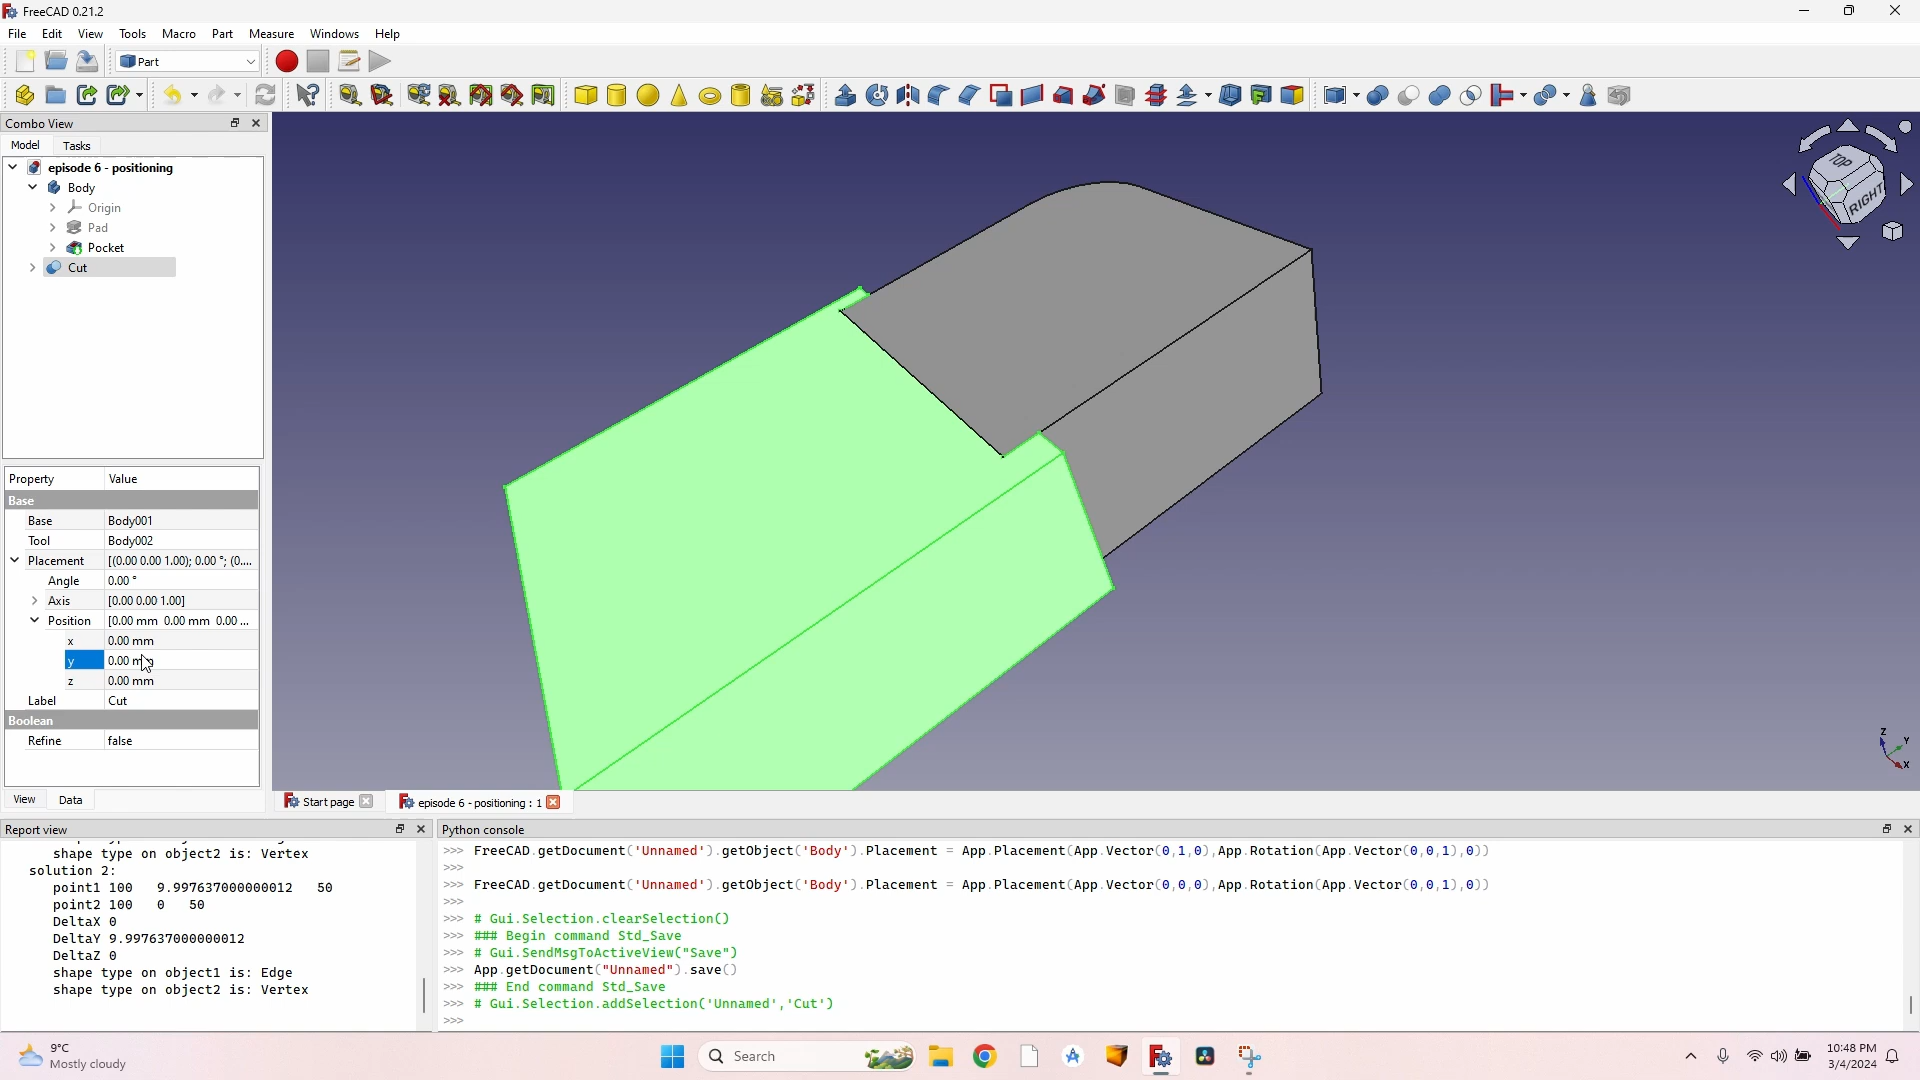 FreeCAD 0.21.2
File Edit View Tools Macro Part Measure Windows Help
Part
Combo View
Model Tasks
episode 6 - positioning
Body
Origin
Pad
Pocket
Cut
Property Value
Base
Base Body001
Tool Body002
Placement [(0.00 0.00 1.00); 0.00 °; (0....
Angle 0.00 °
Axis [0.00 0.00 1.00]
Position [0.00 mm 0.00 mm 0.00 ...
x 0.00 mm
y 0.00 mm
z 0.00 mm
Label Cut
Boolean
Refine false
View Data
TOP
RIGHT
Z
Y
X
Start page
episode 6 - positioning : 1
Report view
shape type on object2 is: Vertex
solution 2:
point1 100 9.997637000000012 50
point2 100 0 50
DeltaX 0
DeltaY 9.997637000000012
DeltaZ 0
shape type on object1 is: Edge
shape type on object2 is: Vertex
Python console
>>> FreeCAD.getDocument('Unnamed').getObject('Body').Placement = App.Placement(App.Vector(0,1,0),App.Rotation(App.Vector(0,0,1),0))
>>>
>>> FreeCAD.getDocument('Unnamed').getObject('Body').Placement = App.Placement(App.Vector(0,0,0),App.Rotation(App.Vector(0,0,1),0))
>>>
>>> # Gui.Selection.clearSelection()
>>> ### Begin command Std_Save
>>> # Gui.SendMsgToActiveView("Save")
>>> App.getDocument("Unnamed").save()
>>> ### End command Std_Save
>>> # Gui.Selection.addSelection('Unnamed','Cut')
>>>
9°C
Mostly cloudy
Search
10:48 PM
3/4/2024